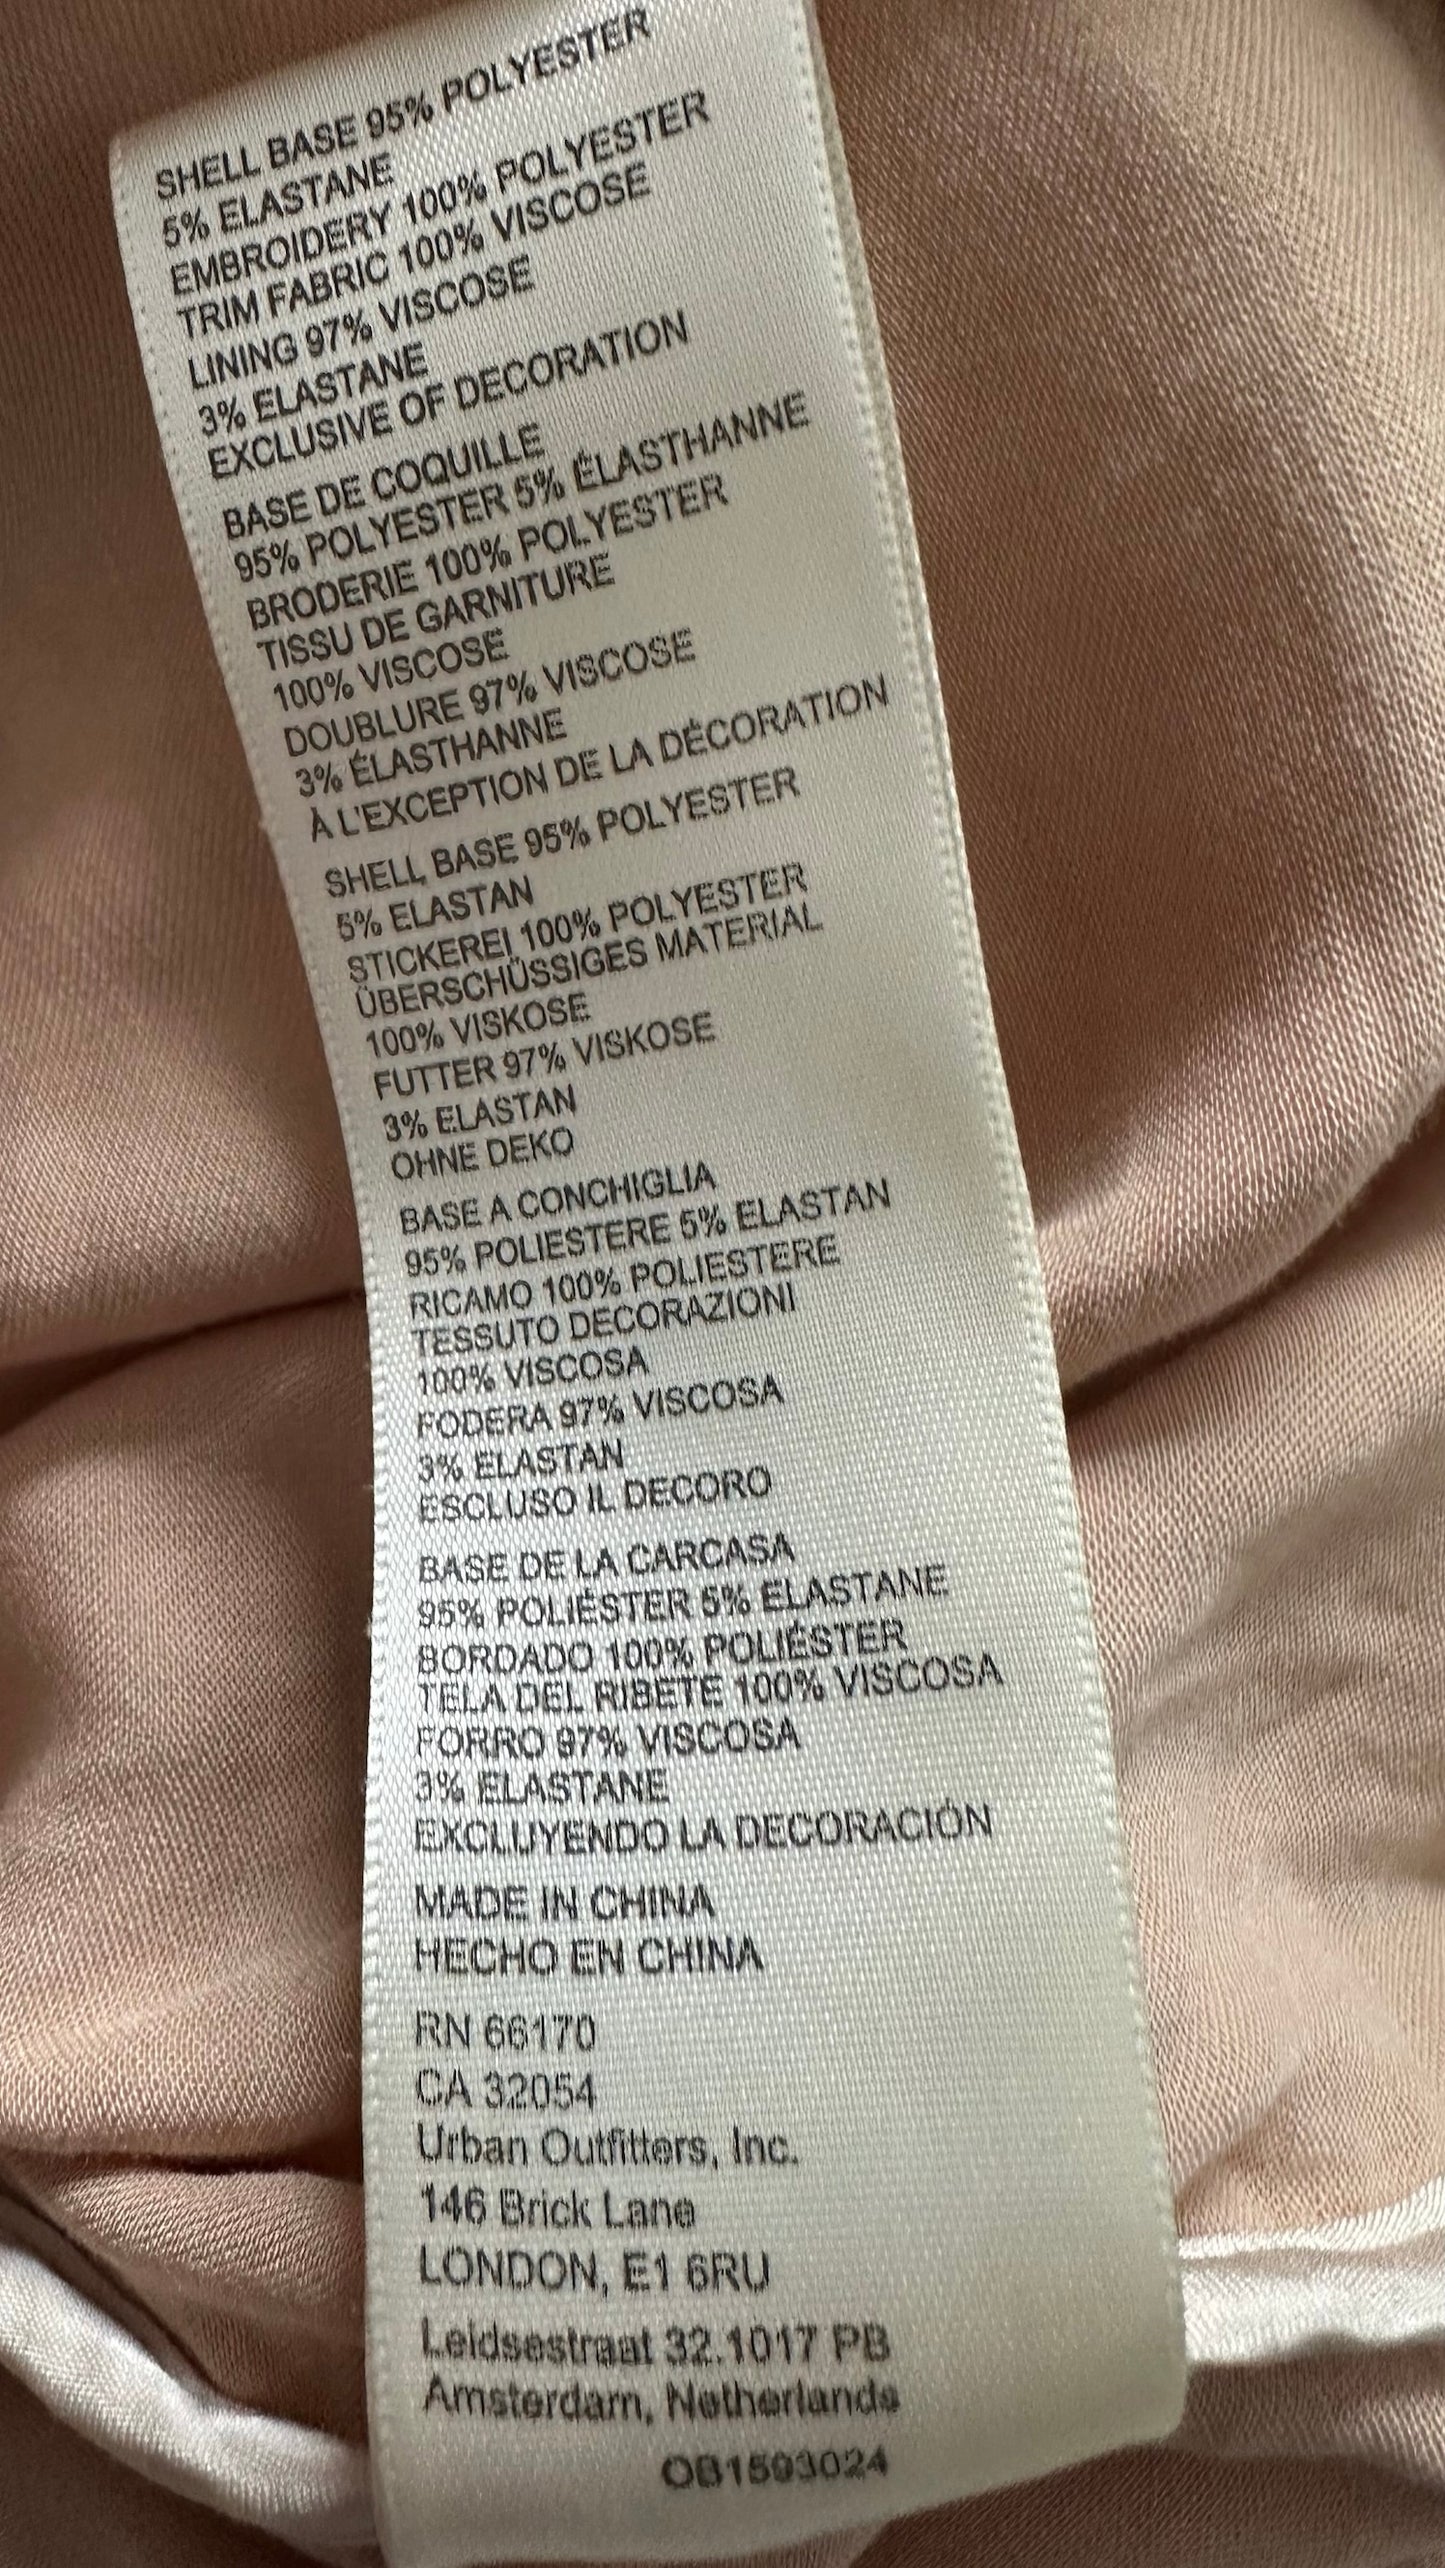 SHELL BASE 95% POLYESTER
5% ELASTANE
EMBROIDERY 100% POLYESTER
TRIM FABRIC 100% VISCOSE
LINING 97% VISCOSE
3% ELASTANE
EXCLUSIVE OF DECORATION
BASE DE COQUILLE
95% POLYESTER 5% ÉLASTHANNE
BRODERIE 100% POLYESTER
TISSU DE GARNITURE
100% VISCOSE
DOUBLURE 97% VISCOSE
3% ÉLASTHANNE
À L'EXCEPTION DE LA DÉCORATION
SHELL BASE 95% POLYESTER
5% ELASTAN
STICKEREI 100% POLYESTER
ÜBERSCHÜSSIGES MATERIAL
100% VISKOSE
FUTTER 97% VISKOSE
3% ELASTAN
OHNE DEKO
BASE A CONCHIGLIA
95% POLIESTERE 5% ELASTAN
RICAMO 100% POLIESTERE
TESSUTO DECORAZIONI
100% VISCOSA
FODERA 97% VISCOSA
3% ELASTAN
ESCLUSO IL DECORO
BASE DE LA CARCASA
95% POLIÉSTER 5% ELASTANE
BORDADO 100% POLIÉSTER
TELA DEL RIBETE 100% VISCOSA
FORRO 97% VISCOSA
3% ELASTANE
EXCLUYENDO LA DECORACIÓN
MADE IN CHINA
HECHO EN CHINA
RN 66170
CA 32054
Urban Outfitters, Inc.
146 Brick Lane
LONDON, E1 6RU
Leidsestraat 32.1017 PB
Amsterdam, Netherlands
OB1593024